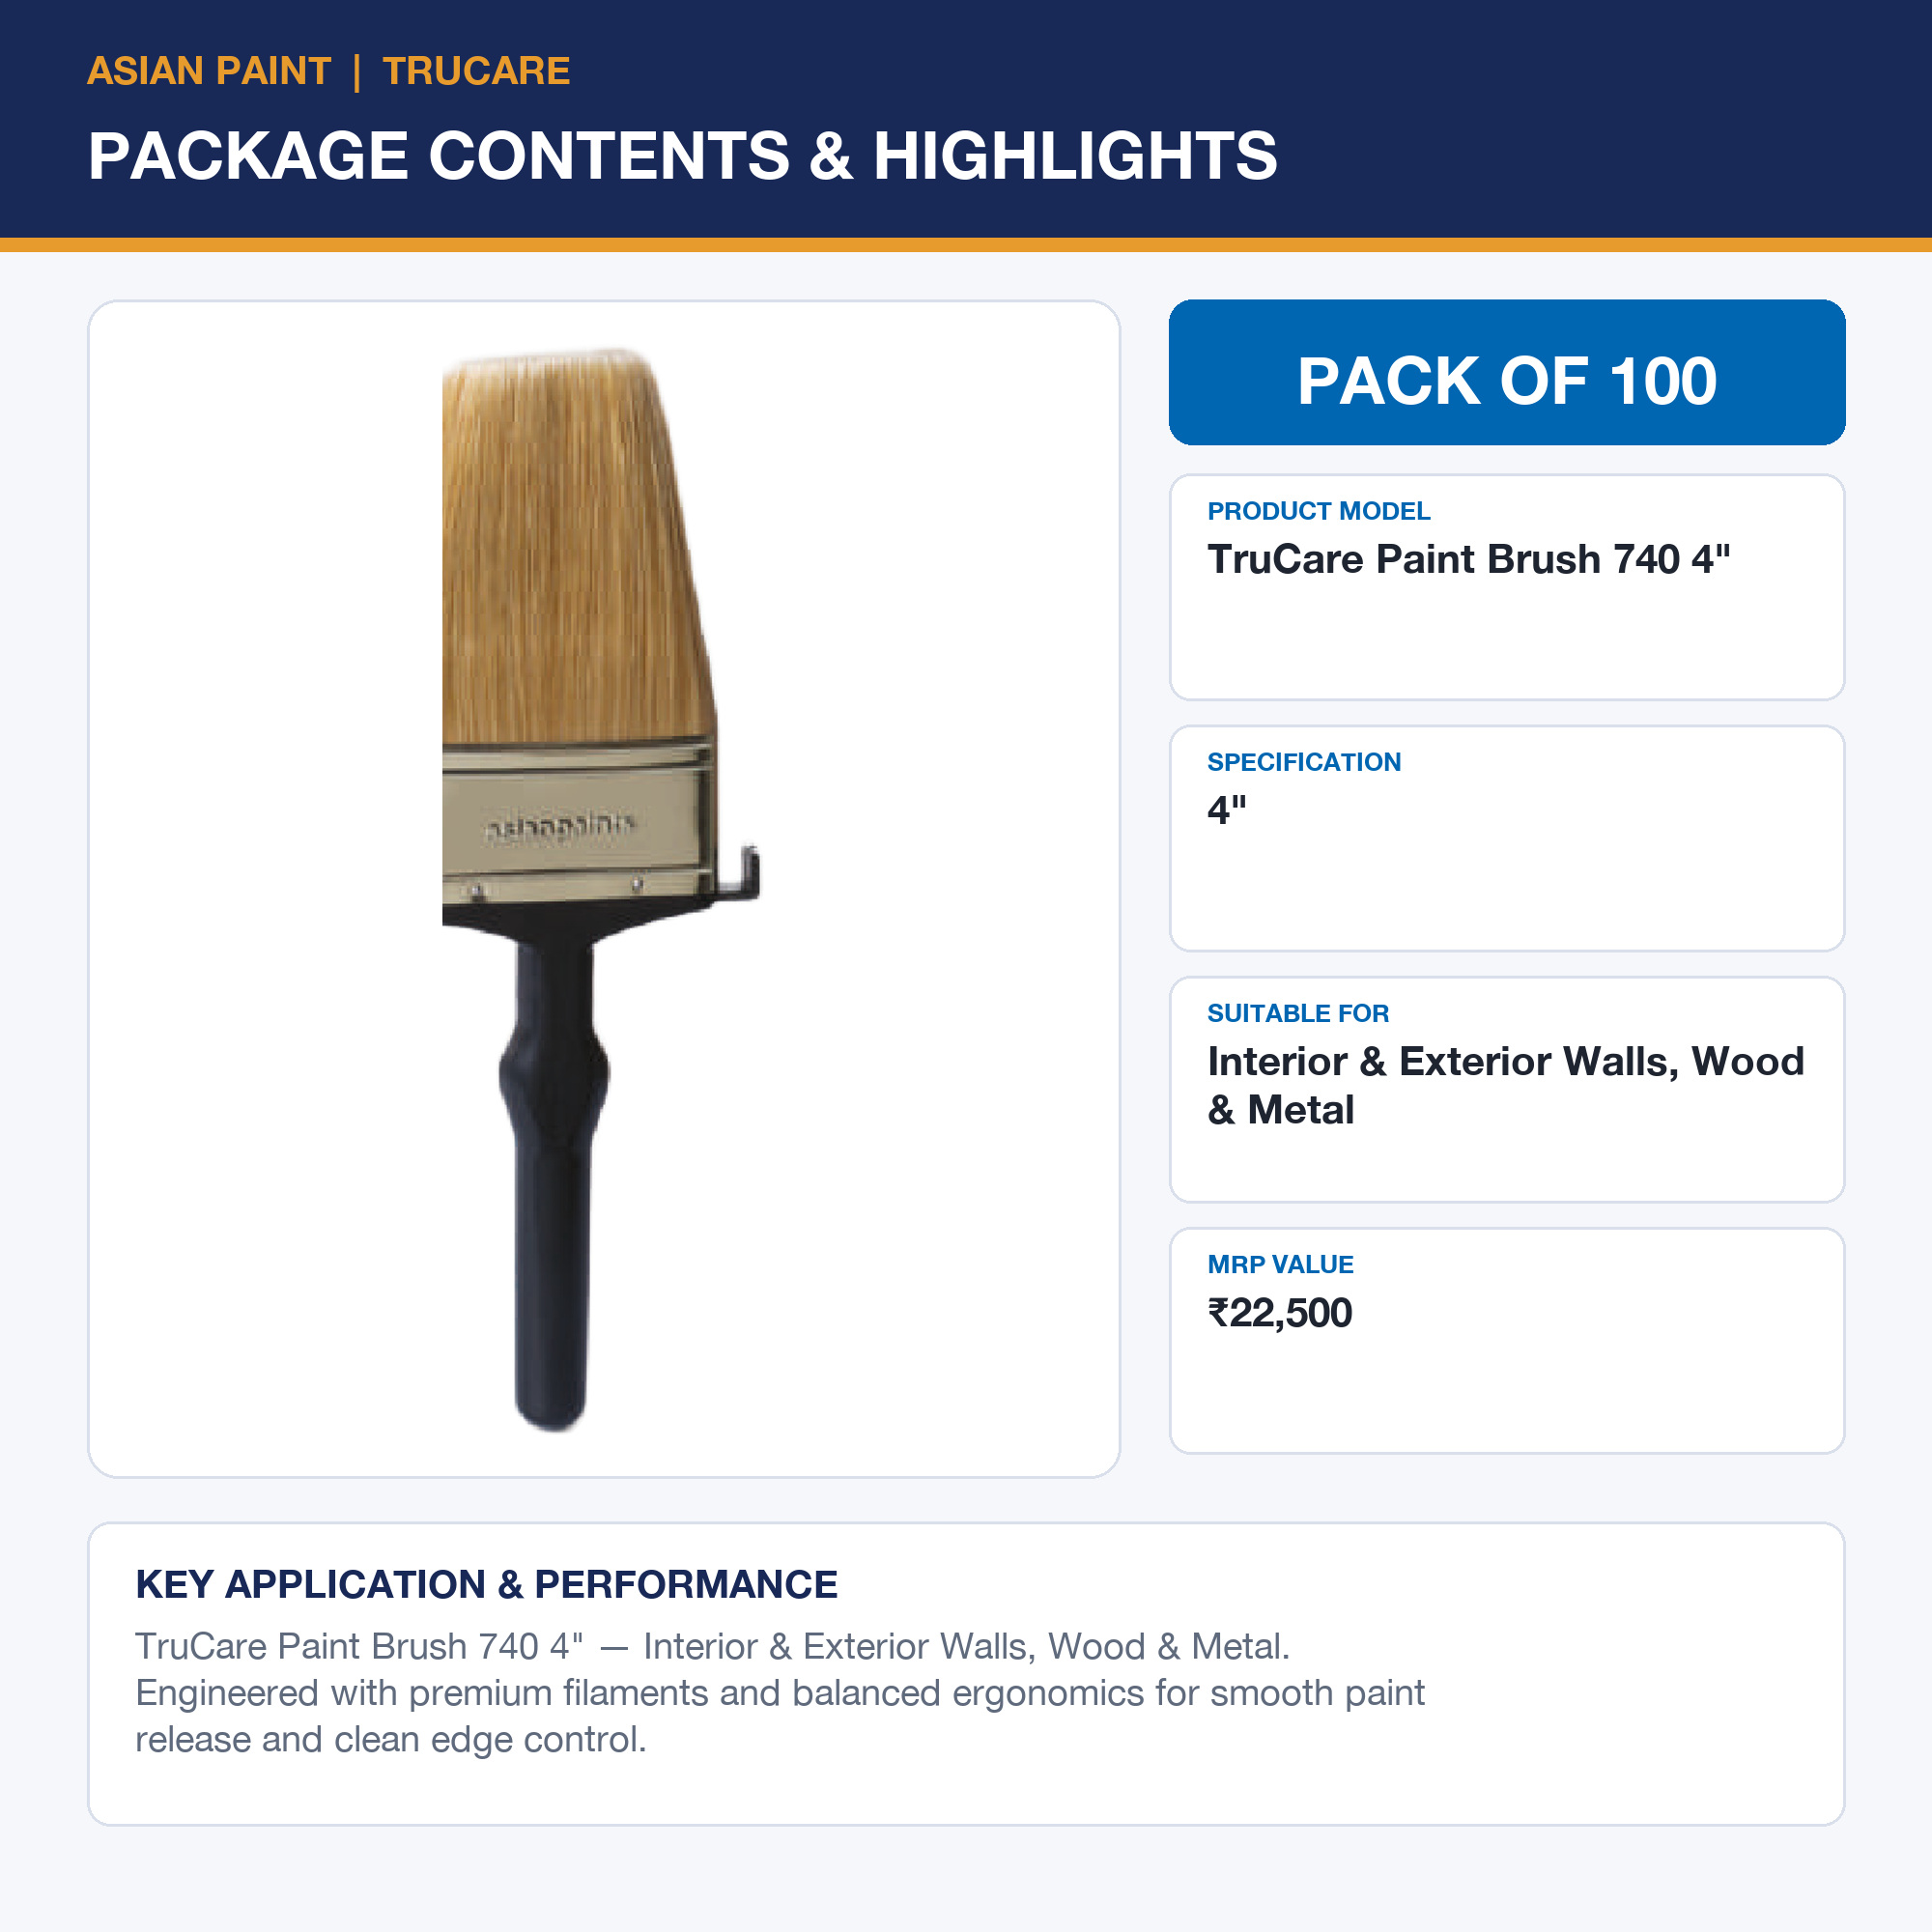 ASIAN PAINT | TRUCARE
PACKAGE CONTENTS & HIGHLIGHTS
asianpaints
PACK OF 100
PRODUCT MODEL
TruCare Paint Brush 740 4"
SPECIFICATION
4"
SUITABLE FOR
Interior & Exterior Walls, Wood
& Metal
MRP VALUE
₹22,500
KEY APPLICATION & PERFORMANCE
TruCare Paint Brush 740 4" — Interior & Exterior Walls, Wood & Metal.
Engineered with premium filaments and balanced ergonomics for smooth paint
release and clean edge control.